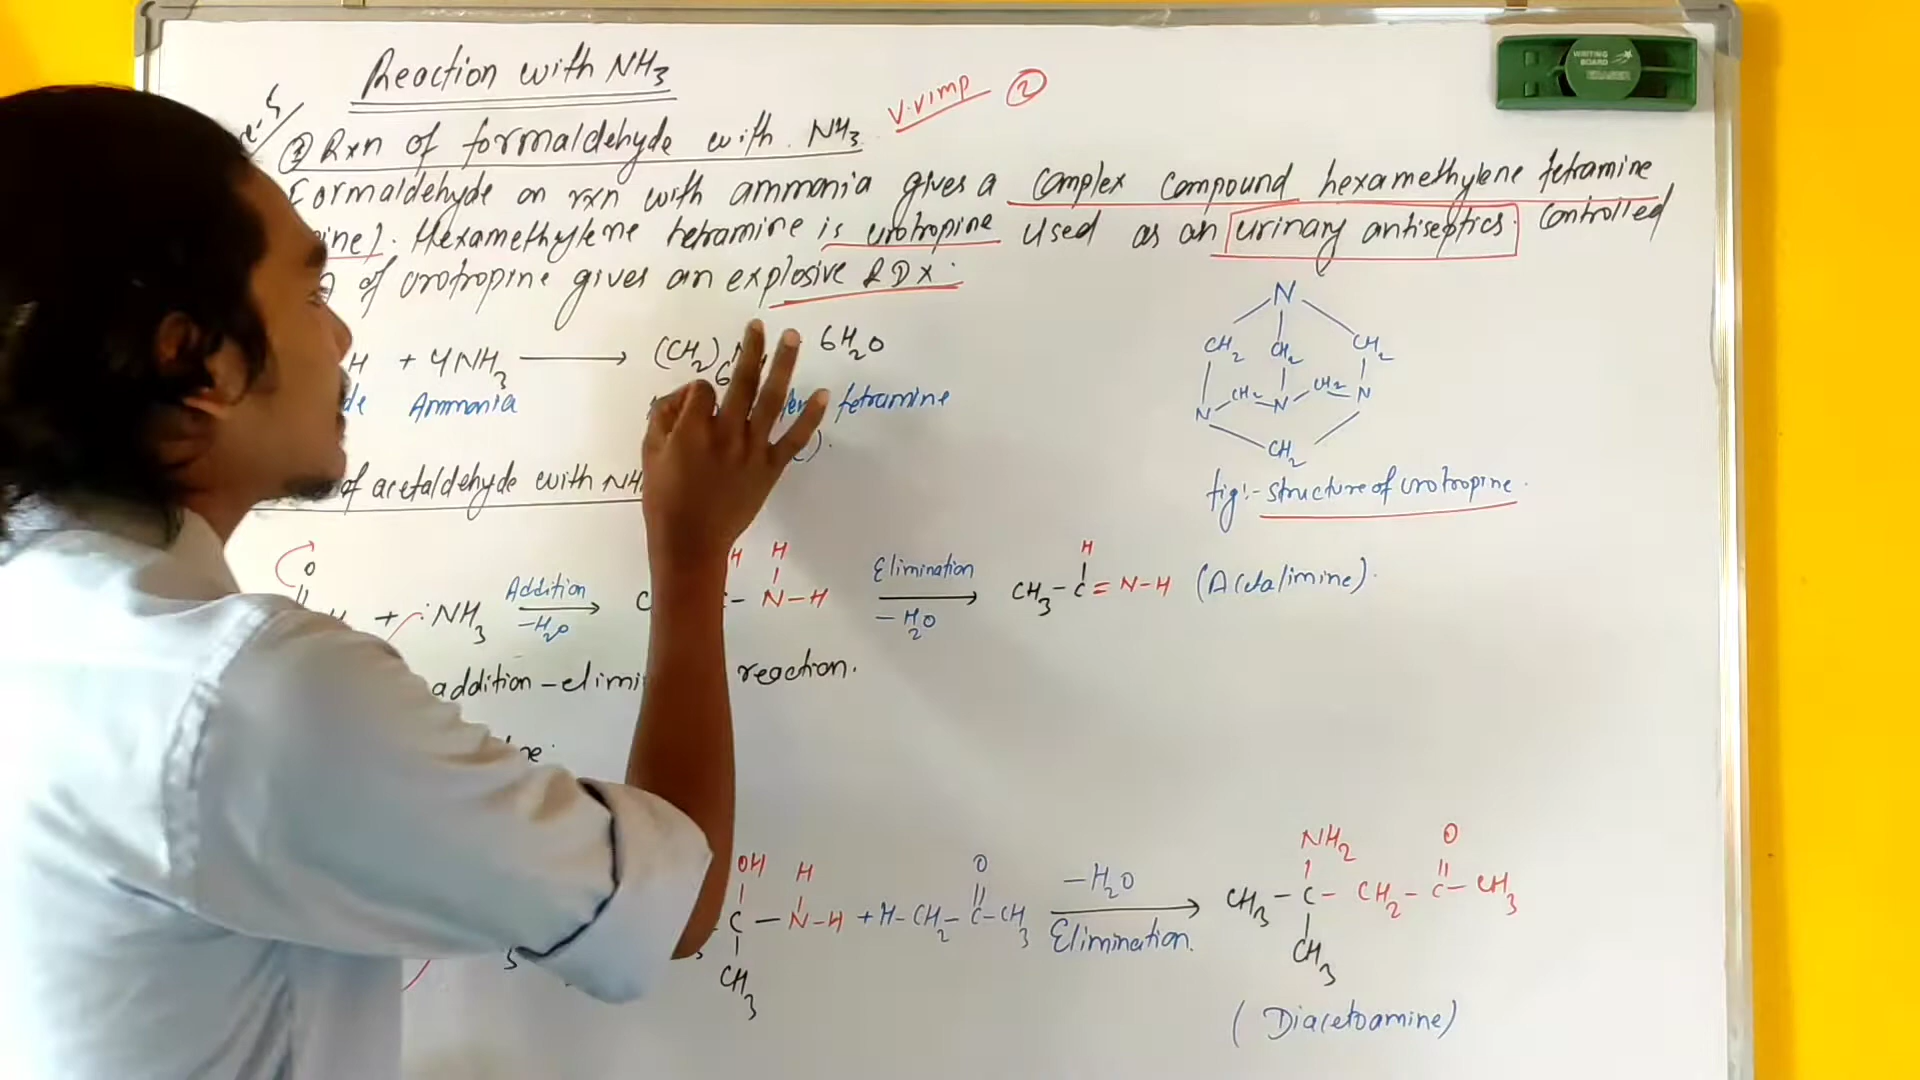 Reaction with NH3
② Rxn of formaldehyde with NH3. V.Vimp ②
Formaldehyde on rxn with ammonia gives a complex compound hexamethylene tetramine
Hexamethylene tetramine is urotropine used as an urinary antiseptics. Controlled
of urotropine gives an explosive RDX.
H + 4NH3 ⟶ (CH2)6 6H2O
Ammonia tetramine
N
CH2 CH2 CH2
N CH2 N CH2 N
CH2
fig:- structure of urotropine.
of acetaldehyde with
O
+ :NH3 Addition -H2O ⟶ H H N-H Elimination -H2O ⟶ CH3-C=N-H H (Acetalimine).
addition - reaction.
OH H
C - N-H + H-CH2-C-CH3 O -H2O Elimination. ⟶ CH3-C-CH2-C-CH3 NH2 O
CH3 CH3
(Diacetoamine)
WRITING BOARD
ERASER